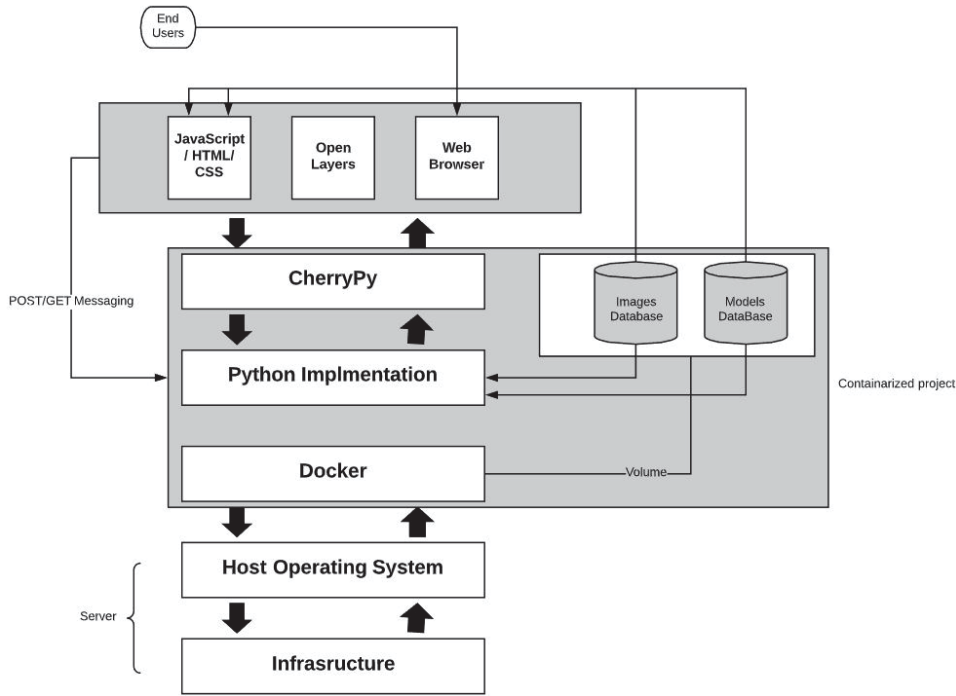 End
Users
JavaScript
/ HTML/
CSS
Open
Layers
Web
Browser
CherryPy
Images
Database
Models
DataBase
POST/GET Messaging
Python Implmentation
Containarized project
Docker
Volume
Host Operating System
Server
Infrasructure